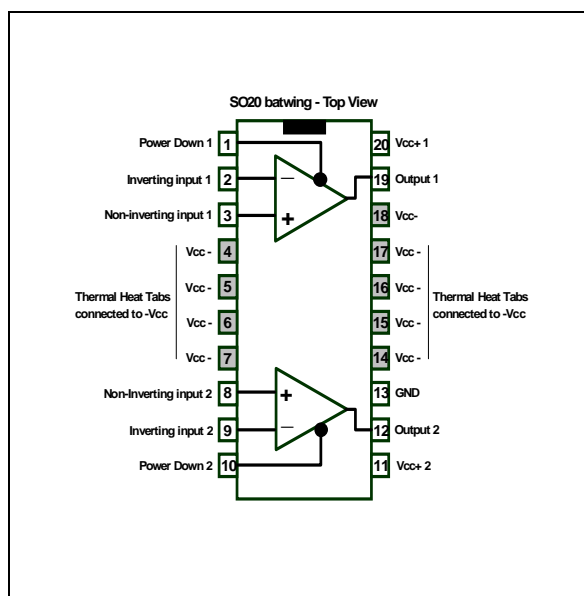 SO20 batwing - Top View
Power Down 1
1
20
Vcc+ 1
Inverting input 1
2
19
Output 1
Non-inverting input 1
3
+
18
Vcc-
Vcc -
4
17
Vcc -
Vcc -
5
16
Vcc -
Thermal Heat Tabs
connected to -Vcc
Thermal Heat Tabs
connected to -Vcc
Vcc -
6
15
Vcc -
Vcc -
7
14
Vcc -
Non-Inverting input 2
8
+
13
GND
Inverting input 2
9
12
Output 2
Power Down 2
10
11
Vcc+ 2